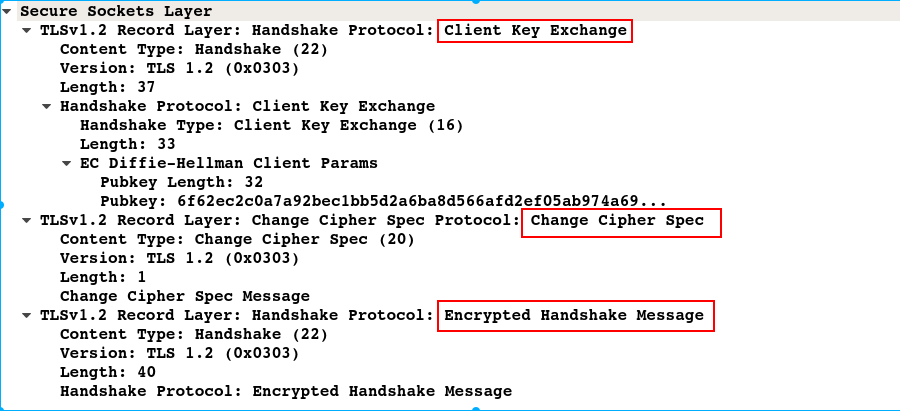 Secure Sockets Layer
TLSv1.2 Record Layer: Handshake Protocol: Client Key Exchange
Content Type: Handshake (22)
Version: TLS 1.2 (0x0303)
Length: 37
Handshake Protocol: Client Key Exchange
Handshake Type: Client Key Exchange (16)
Length: 33
EC Diffie-Hellman Client Params
Pubkey Length: 32
Pubkey: 6f62ec2c0a7a92bec1bb5d2a6ba8d566afd2ef05ab974a69...
TLSv1.2 Record Layer: Change Cipher Spec Protocol: Change Cipher Spec
Content Type: Change Cipher Spec (20)
Version: TLS 1.2 (0x0303)
Length: 1
Change Cipher Spec Message
TLSv1.2 Record Layer: Handshake Protocol: Encrypted Handshake Message
Content Type: Handshake (22)
Version: TLS 1.2 (0x0303)
Length: 40
Handshake Protocol: Encrypted Handshake Message